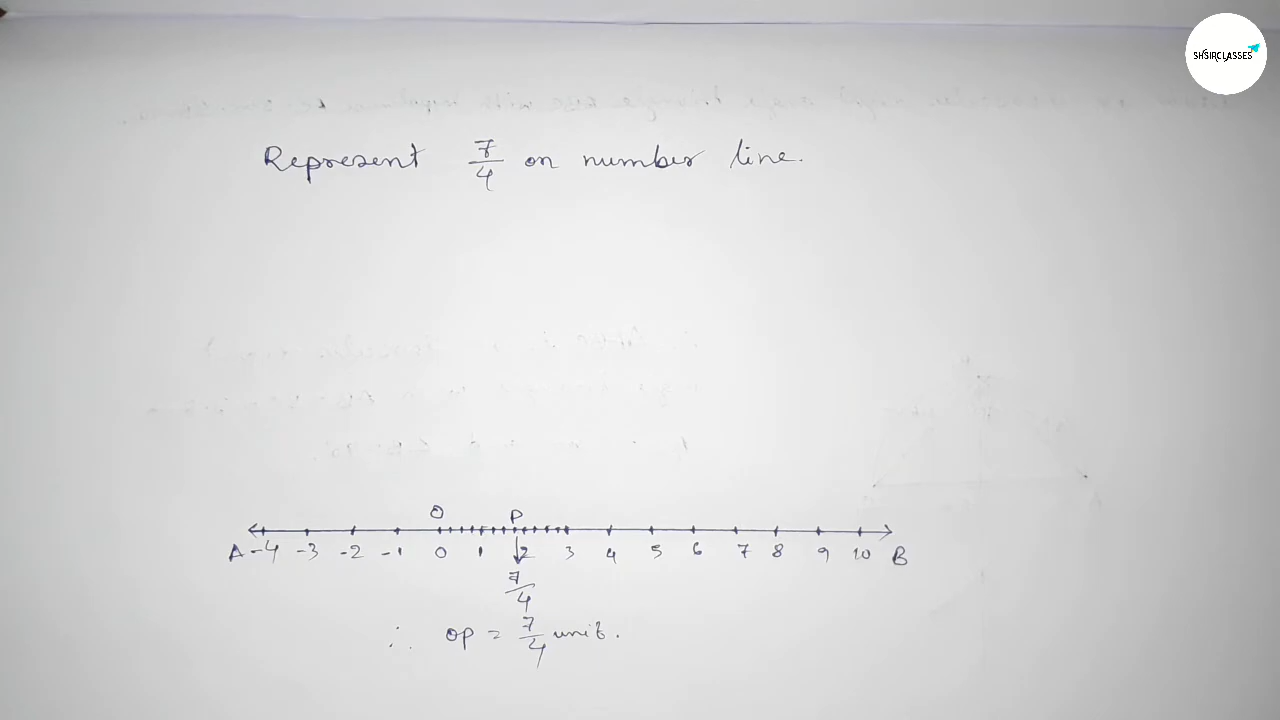 SHSIRCLASSES
Represent 7/4 on number line.
O P
A -4 -3 -2 -1 0 1 2 3 4 5 6 7 8 9 10 B
7/4
∴ OP = 7/4 unit.